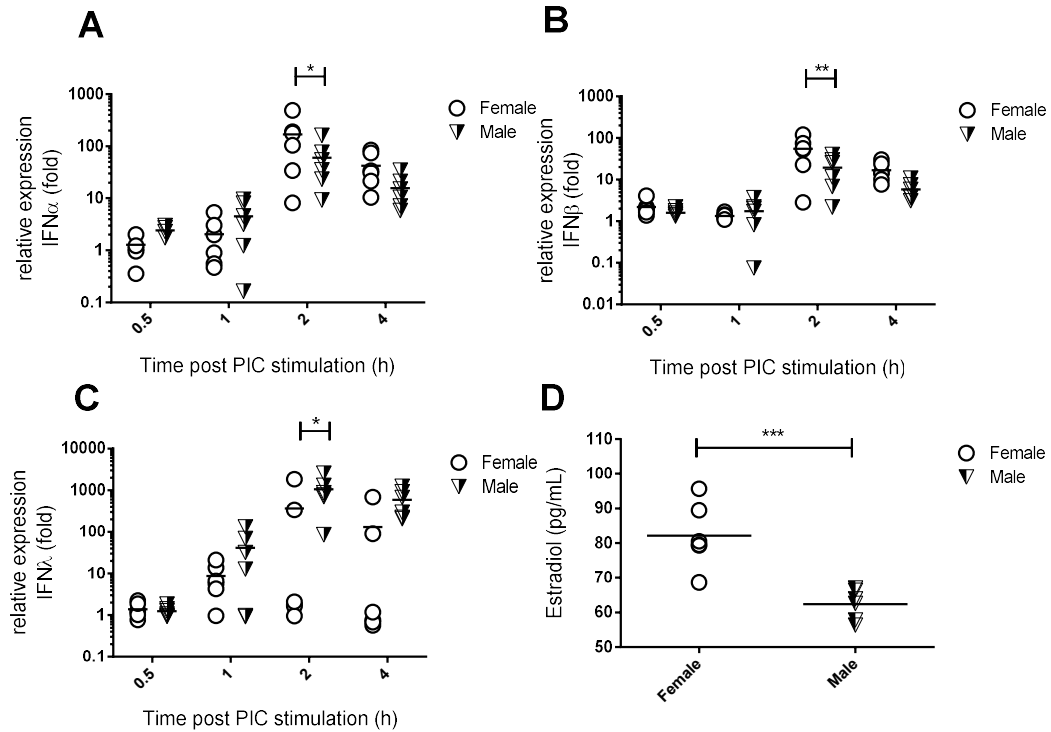 A
*
1000
100
10
1
0.1
relative expression
IFNα (fold)
0.5
1
2
4
Time post PIC stimulation (h)
Female
Male
B
**
1000
100
10
1
0.1
0.01
relative expression
IFNβ (fold)
0.5
1
2
4
Time post PIC stimulation (h)
Female
Male
C
*
10000
1000
100
10
1
0.1
relative expression
IFNλ (fold)
0.5
1
2
4
Time post PIC stimulation (h)
Female
Male
D
***
110
100
90
80
70
60
50
Estradiol (pg/mL)
Female
Male
Female
Male